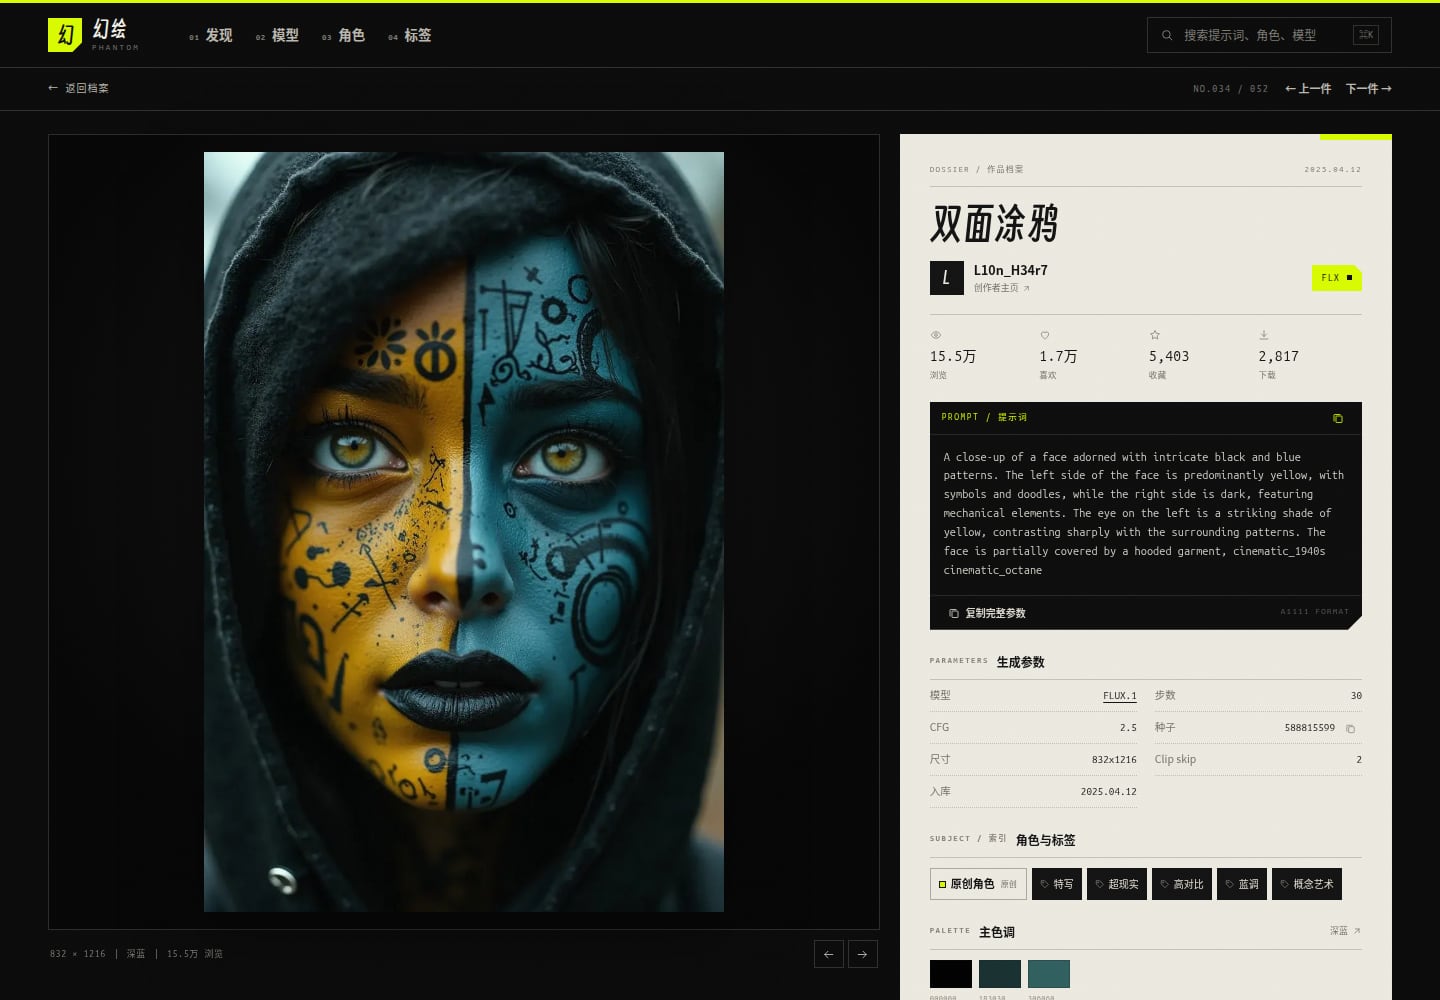 幻 幻绘
PHANTOM
01 发现 02 模型 03 角色 04 标签
搜索提示词、角色、模型 ⌘K
← 返回档案
NO.034 / 052 ← 上一件 下一件 →
DOSSIER / 作品档案 2025.04.12
双面涂鸦
L L10n_H34r7
创作者主页 ↗
FLX
15.5万 1.7万 5,403 2,817
浏览 喜欢 收藏 下载
PROMPT / 提示词
A close-up of a face adorned with intricate black and blue
patterns. The left side of the face is predominantly yellow, with
symbols and doodles, while the right side is dark, featuring
mechanical elements. The eye on the left is a striking shade of
yellow, contrasting sharply with the surrounding patterns. The
face is partially covered by a hooded garment, cinematic_1940s
cinematic_octane
复制完整参数 A1111 FORMAT
PARAMETERS 生成参数
模型 FLUX.1 步数 30
CFG 2.5 种子 588815599
尺寸 832x1216 Clip skip 2
入库 2025.04.12
SUBJECT / 索引 角色与标签
原创角色 原创 特写 超现实 高对比 蓝调 概念艺术
PALETTE 主色调 深蓝 ↗
832 × 1216 | 深蓝 | 15.5万 浏览 ← →